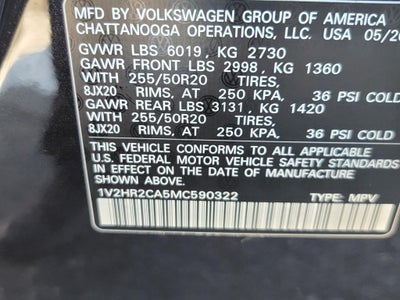 MFD BY VOLKSWAGEN GROUP OF AMERICA
CHATTANOOGA OPERATIONS, LLC. USA 05/20
GVWR LBS 6019, KG 2730
GAWR FRONT LBS 2998, KG 1360
WITH 255/50R20 TIRES,
8JX20 RIMS, AT 250 KPA, 36 PSI COLD
GAWR REAR LBS 3131, KG 1420
WITH 255/50R20 TIRES,
8JX20 RIMS, AT 250 KPA, 36 PSI COLD
THIS VEHICLE CONFORMS TO ALL APPLICABLE
U.S. FEDERAL MOTOR VEHICLE SAFETY STANDARDS
IN EFFECT ON THE DATE OF MANUFACTURE
SHOWN ABOVE.
1V2HR2CA5MC590322 TYPE: MPV